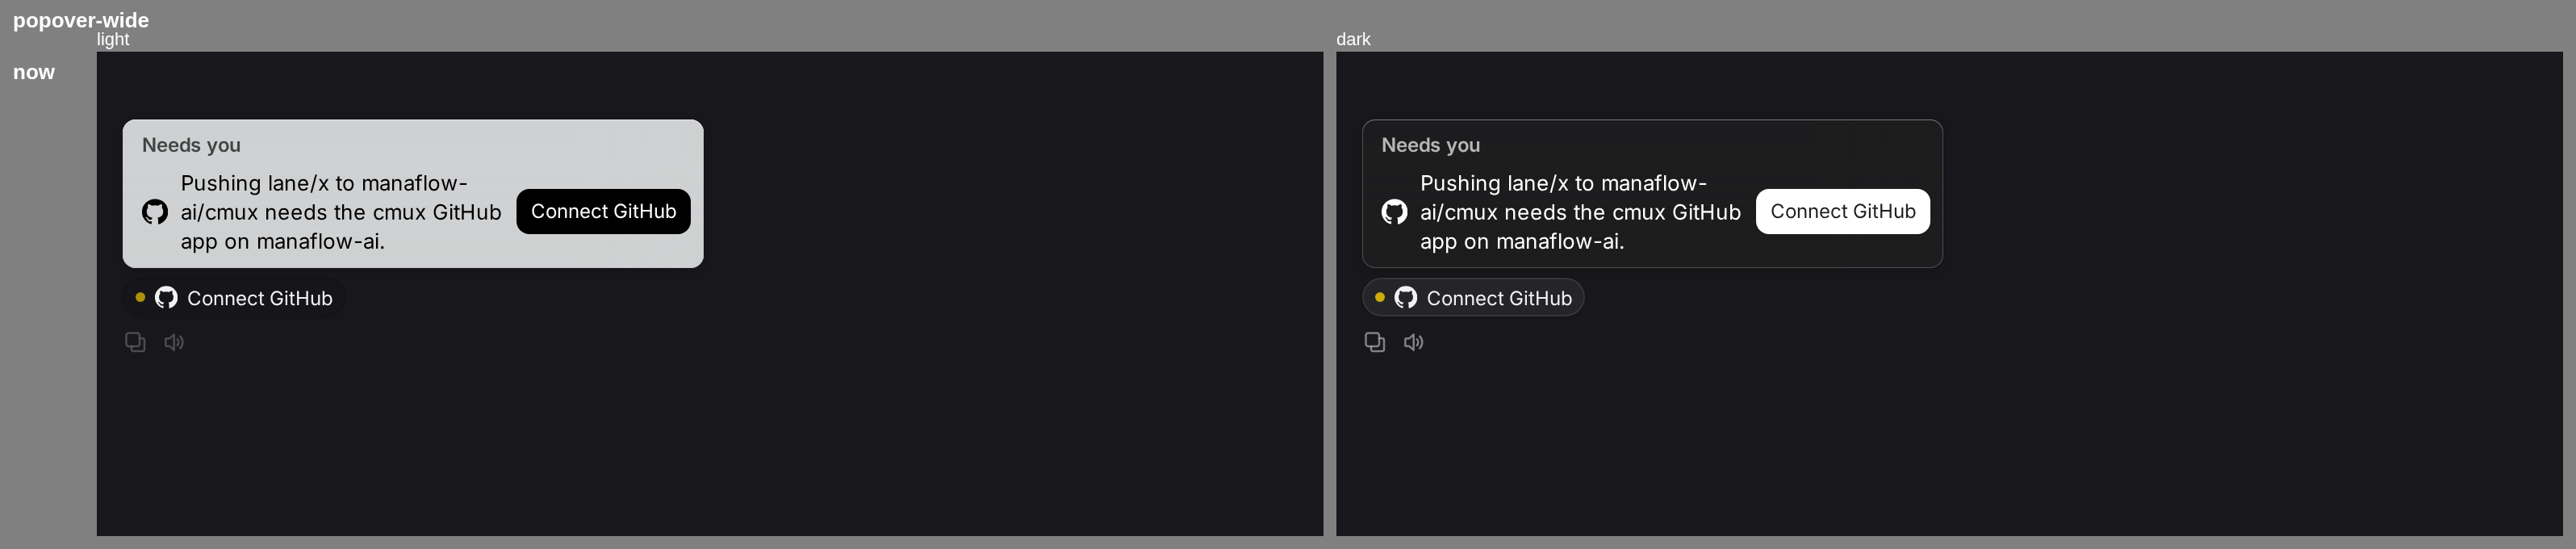 popover-wide
light
dark
now
Needs you
Pushing lane/x to manaflow-
ai/cmux needs the cmux GitHub
app on manaflow-ai.
Connect GitHub
Connect GitHub
Needs you
Pushing lane/x to manaflow-
ai/cmux needs the cmux GitHub
app on manaflow-ai.
Connect GitHub
Connect GitHub